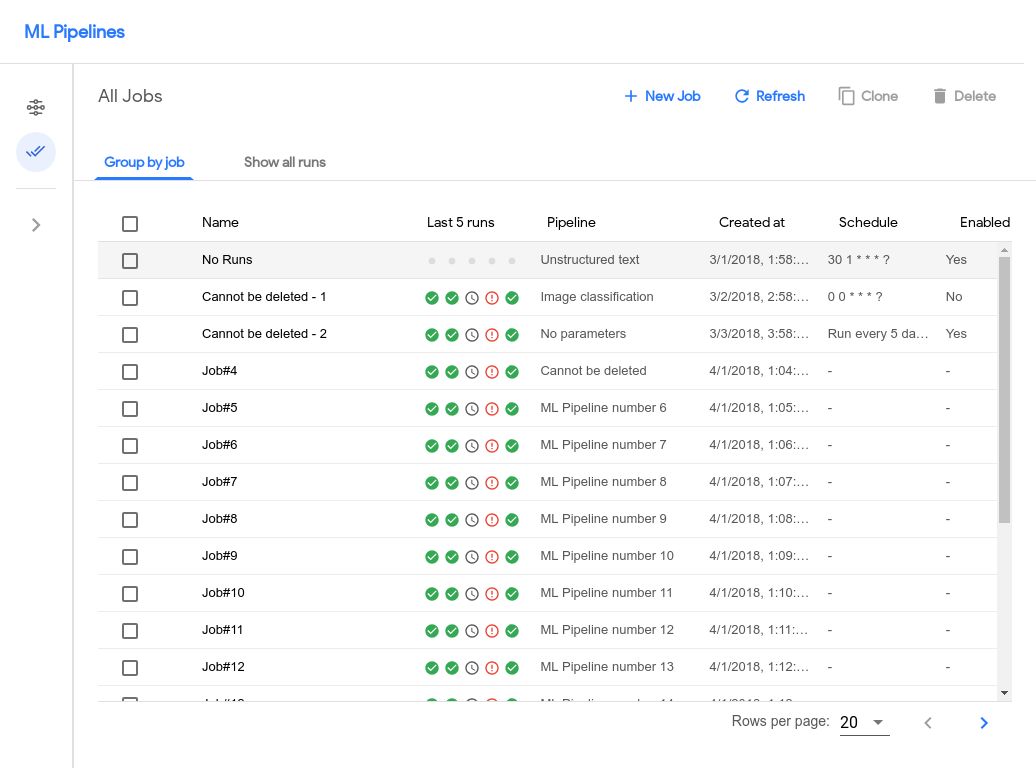 ML Pipelines
All Jobs
New Job Refresh Clone Delete
Group by job Show all runs
Name Last 5 runs Pipeline Created at Schedule Enabled
No Runs Unstructured text 3/1/2018, 1:58:… 30 1 * * * ? Yes
Cannot be deleted - 1 Image classification 3/2/2018, 2:58:… 0 0 * * * ? No
Cannot be deleted - 2 No parameters 3/3/2018, 3:58:… Run every 5 da… Yes
Job#4 Cannot be deleted 4/1/2018, 1:04:… - -
Job#5 ML Pipeline number 6 4/1/2018, 1:05:… - -
Job#6 ML Pipeline number 7 4/1/2018, 1:06:… - -
Job#7 ML Pipeline number 8 4/1/2018, 1:07:… - -
Job#8 ML Pipeline number 9 4/1/2018, 1:08:… - -
Job#9 ML Pipeline number 10 4/1/2018, 1:09:… - -
Job#10 ML Pipeline number 11 4/1/2018, 1:10:… - -
Job#11 ML Pipeline number 12 4/1/2018, 1:11:… - -
Job#12 ML Pipeline number 13 4/1/2018, 1:12:… - -
Rows per page: 20